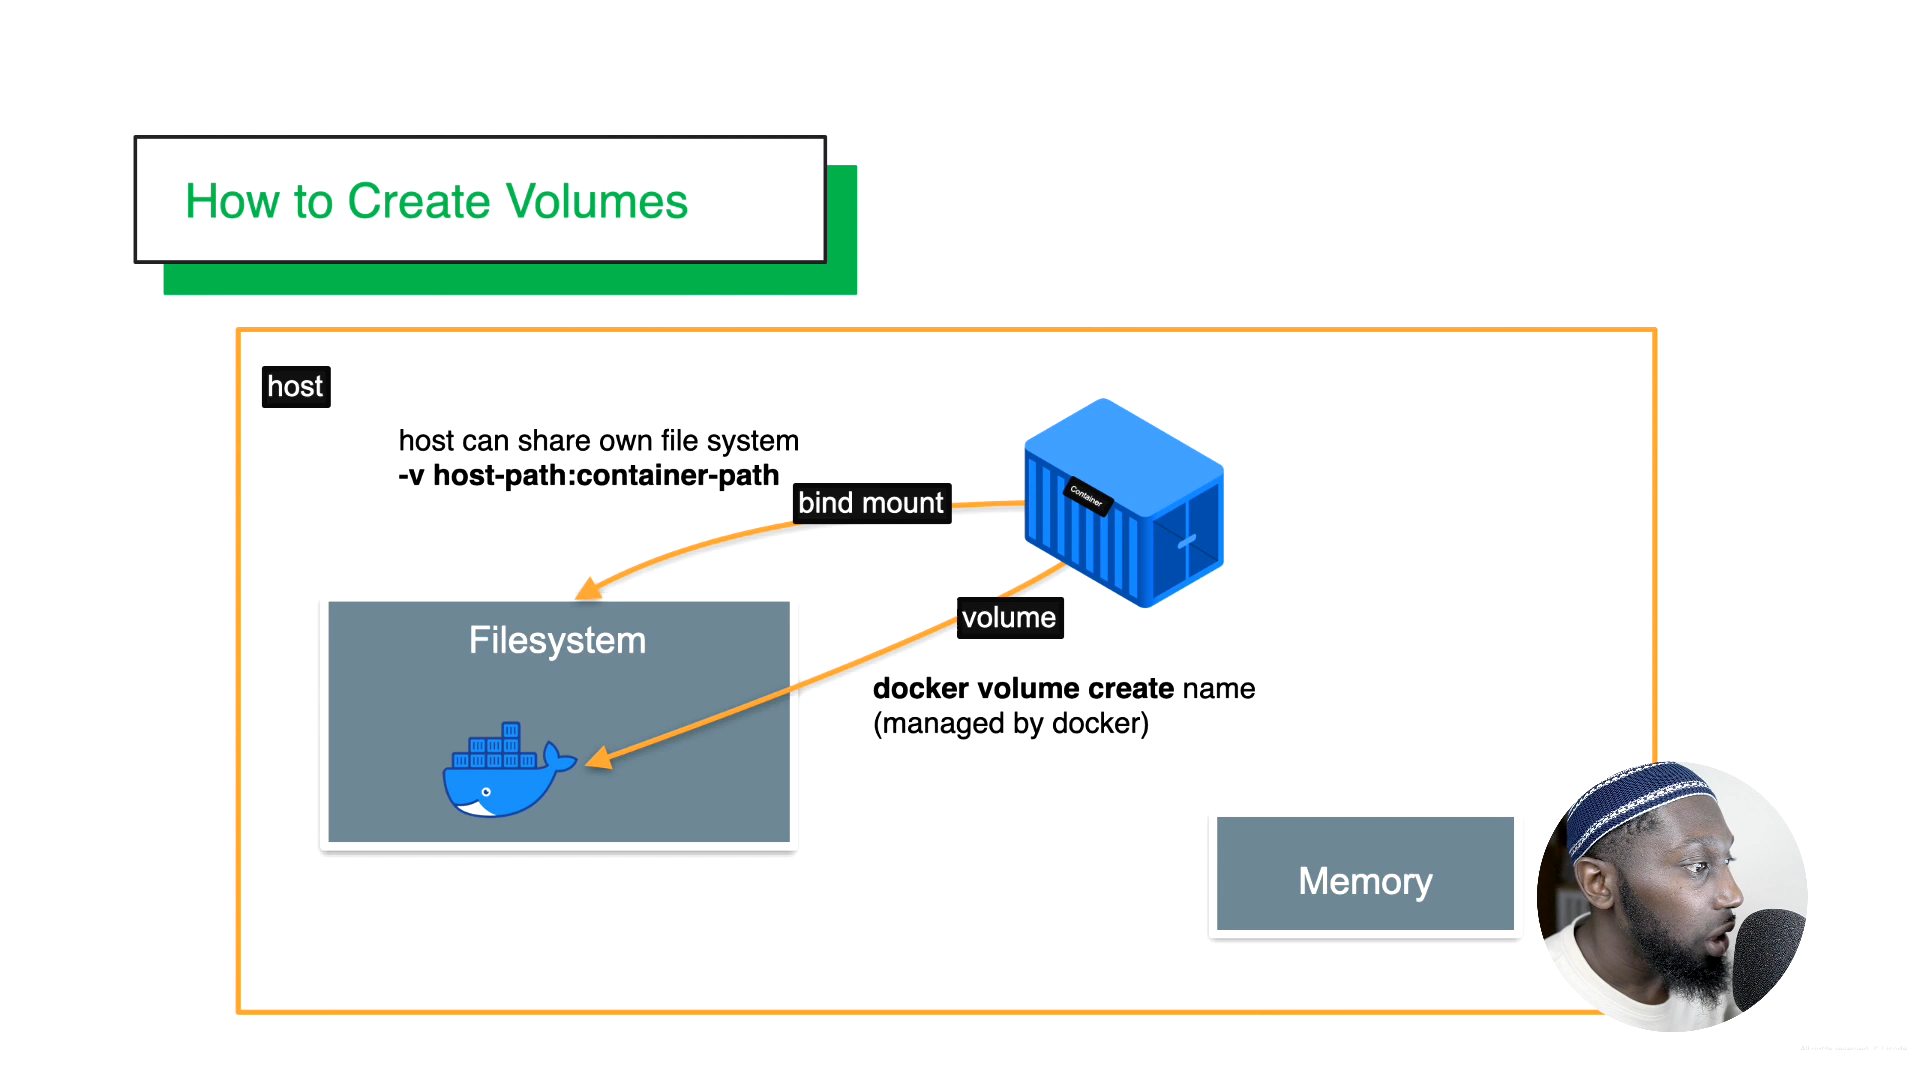 How to Create Volumes
host
host can share own file system
-v host-path:container-path
bind mount
Container
Filesystem
volume
docker volume create name
(managed by docker)
Memory